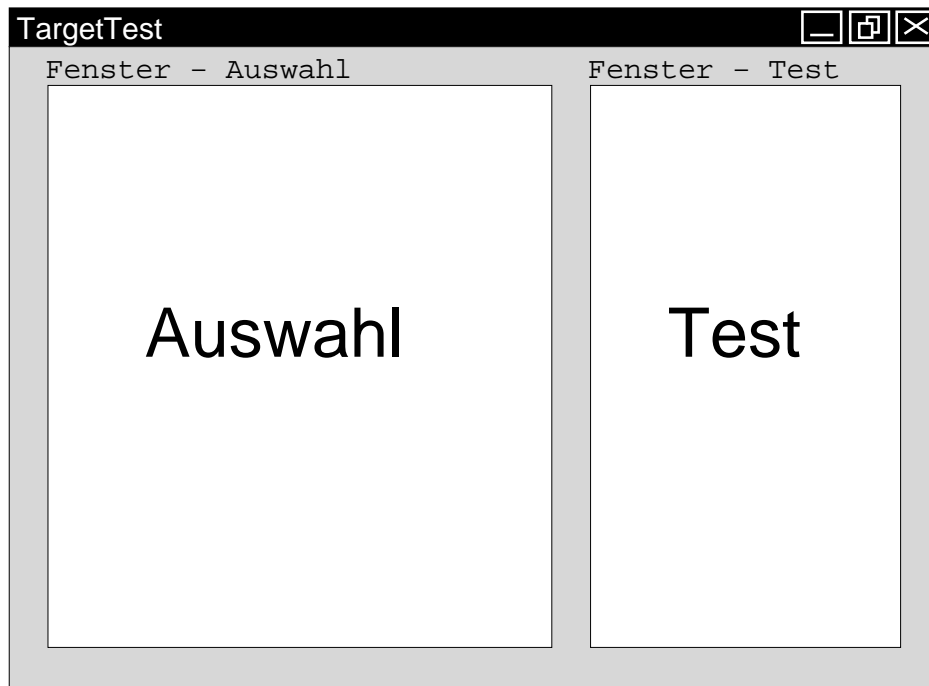 TargetTest
Fenster – Auswahl
Fenster – Test
Auswahl
Test